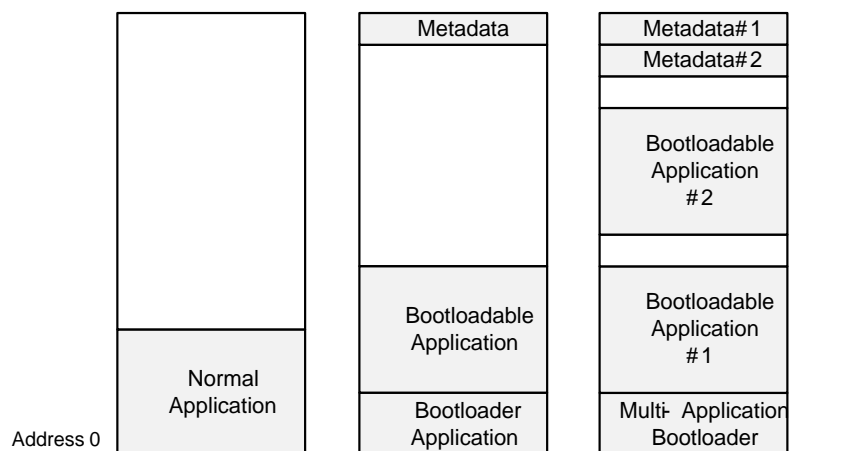 Address 0
Normal
Application
Metadata
Bootloadable
Application
Bootloader
Application
Metadata#1
Metadata#2
Bootloadable
Application
#2
Bootloadable
Application
#1
Multi- Application
Bootloader